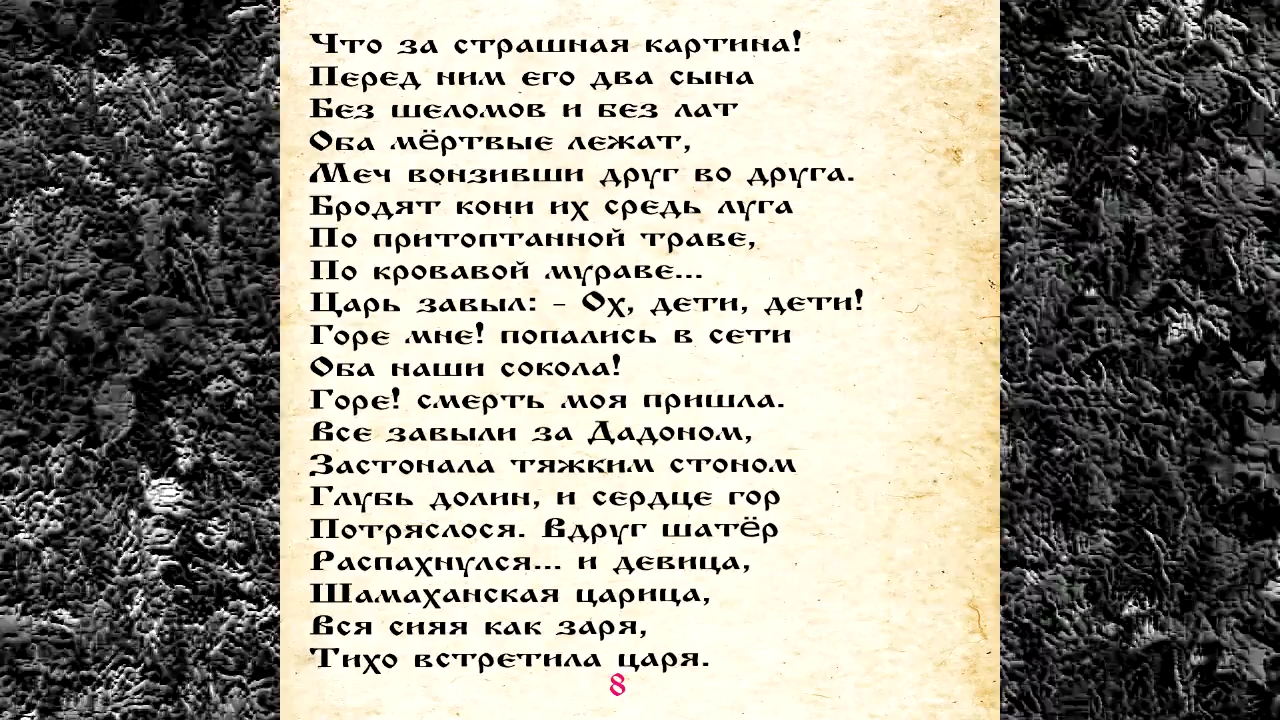 Что за страшная картина!
Перед ним его два сына
Без шеломов и без лат
Оба мёртвые лежат,
Меч вонзивши друг во друга.
Бродят кони их средь луга
По притоптанной траве,
По кровавой мураве...
Царь завыл: - Ох, дети, дети!
Горе мне! попались в сети
Оба наши сокола!
Горе! смерть моя пришла.
Все завыли за Дадоном,
Застонала тяжким стоном
Глубь долин, и сердце гор
Потряслося. Вдруг шатёр
Распахнулся... и девица,
Шамаханская царица,
Вся сияя как заря,
Тихо встретила царя.
8